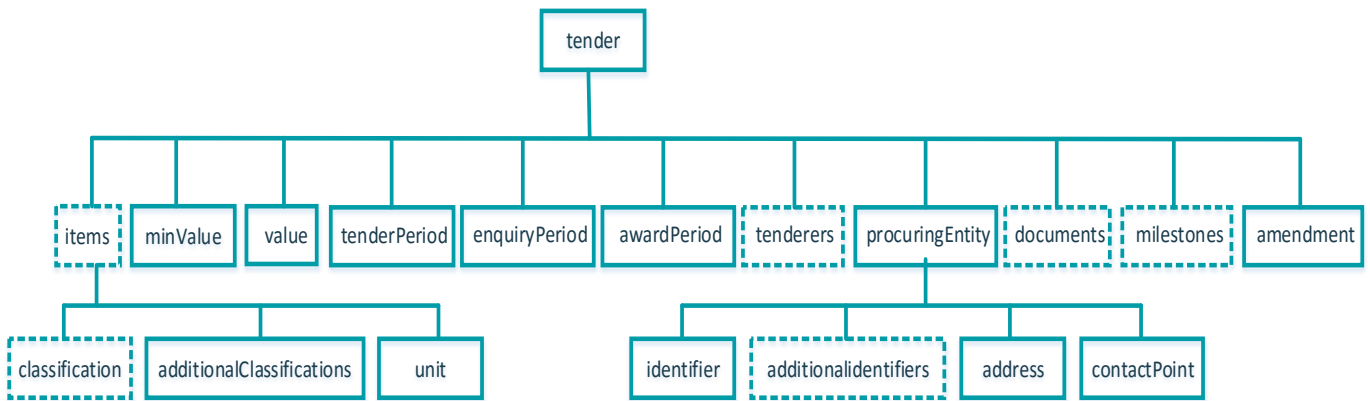 tender
items
minValue
value
tenderPeriod
enquiryPeriod
awardPeriod
tenderers
procuringEntity
documents
milestones
amendment
classification
additionalClassifications
unit
identifier
additionalidentifiers
address
contactPoint